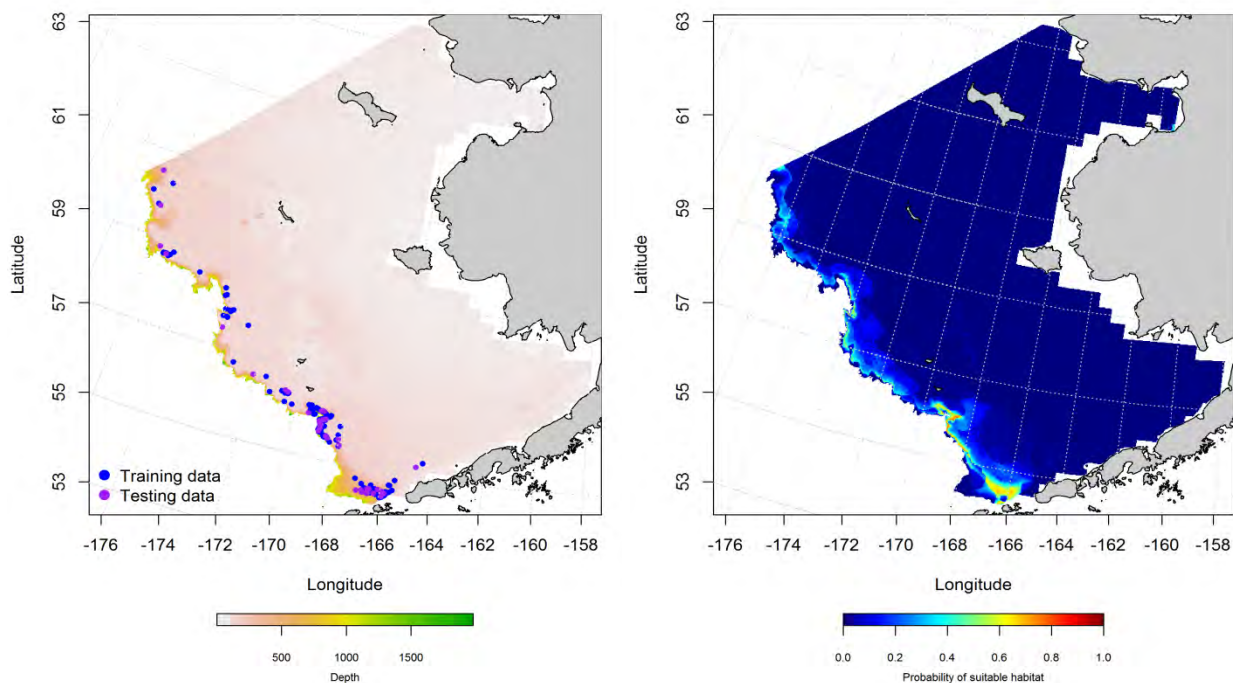 63
61
59
57
55
53
Latitude
Training data
Testing data
-176 -174 -172 -170 -168 -166 -164 -162 -160 -158
Longitude
500 1000 1500
Depth
63
61
59
57
55
53
Latitude
-176 -174 -172 -170 -168 -166 -164 -162 -160 -158
Longitude
0.0 0.2 0.4 0.6 0.8 1.0
Probability of suitable habitat